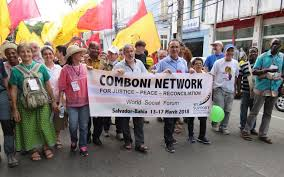 COMBONI NETWORK
FOR JUSTICE – PEACE – RECONCILIATION
World Social Forum
Salvador-Bahia 13-17 March 2018